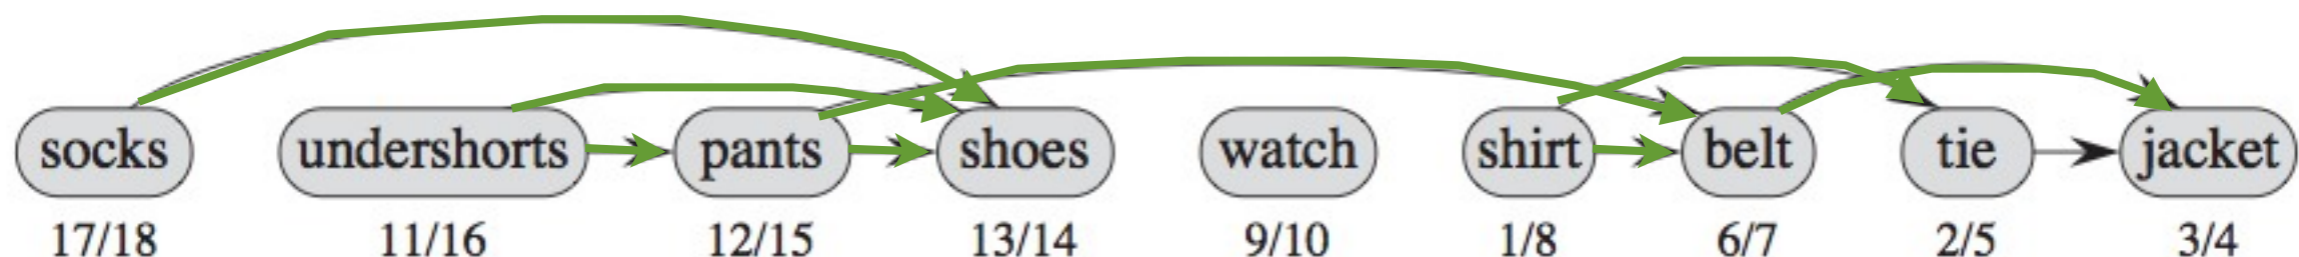 socks undershorts pants shoes watch shirt belt tie jacket
17/18 11/16 12/15 13/14 9/10 1/8 6/7 2/5 3/4